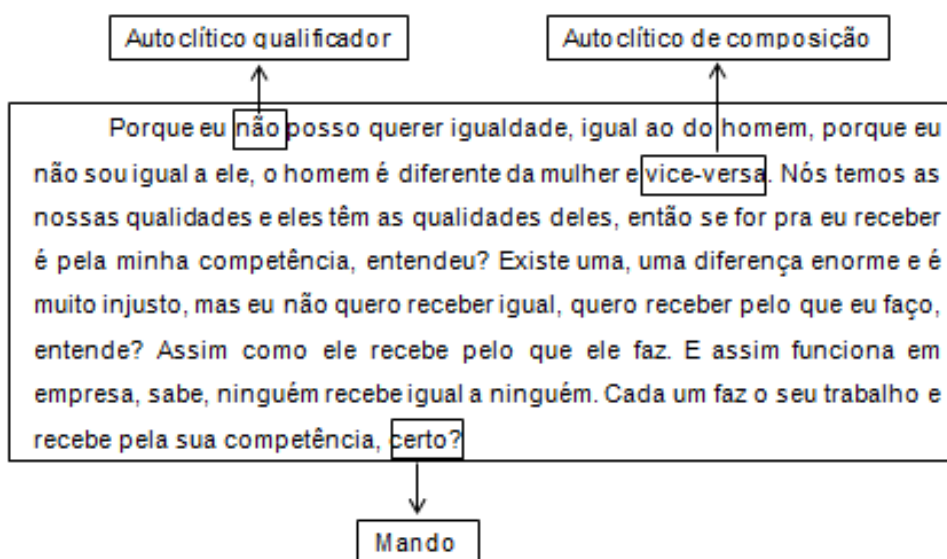 Autoclítico qualificador
Autoclítico de composição
Porque eu não posso querer igualdade, igual ao do homem, porque eu
não sou igual a ele, o homem é diferente da mulher e vice-versa. Nós temos as
nossas qualidades e eles têm as qualidades deles, então se for pra eu receber
é pela minha competência, entendeu? Existe uma, uma diferença enorme e é
muito injusto, mas eu não quero receber igual, quero receber pelo que eu faço,
entende? Assim como ele recebe pelo que ele faz. E assim funciona em
empresa, sabe, ninguém recebe igual a ninguém. Cada um faz o seu trabalho e
recebe pela sua competência, certo?
Mando